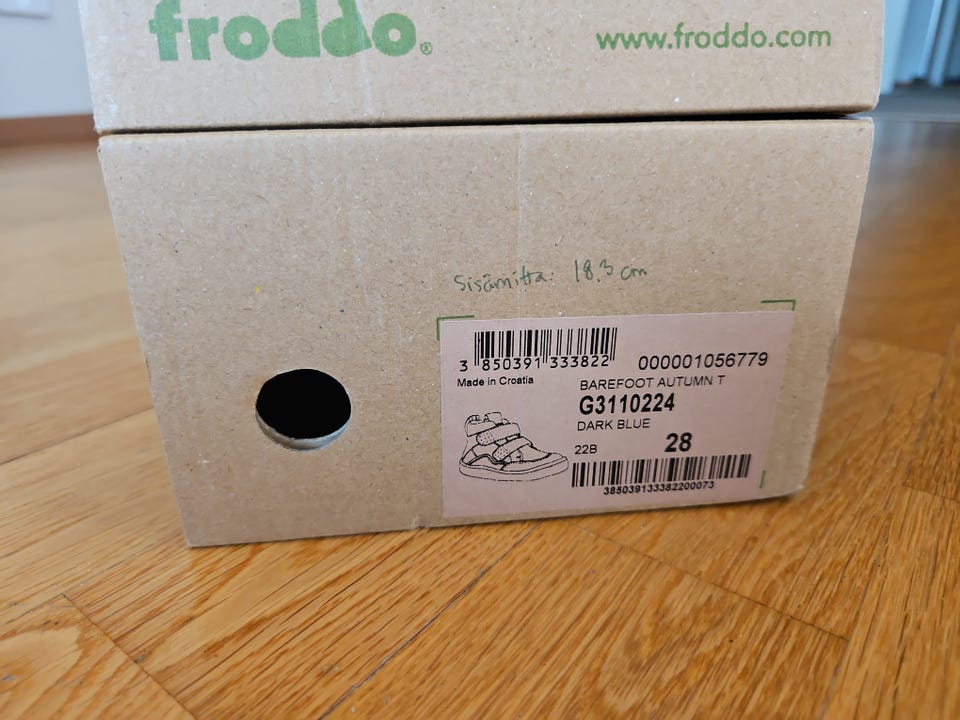 froddo®
www.froddo.com
Sisämitta: 18,3 cm
3 850391 333822
000001056779
Made in Croatia
BAREFOOT AUTUMN T
G3110224
DARK BLUE
22B 28
385039133382200073